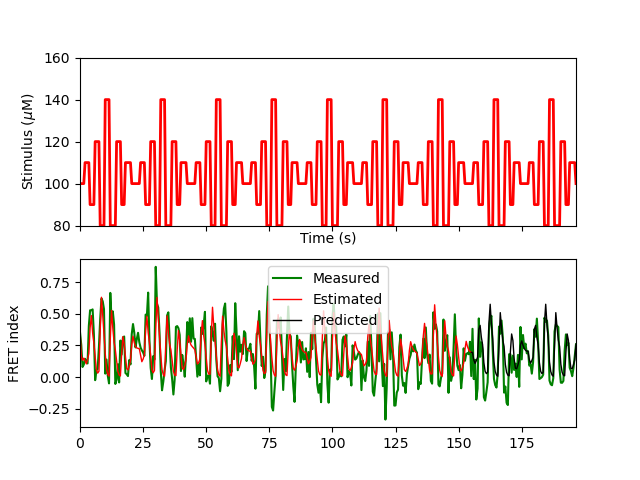 160
140
120
100
80
Stimulus (μM)
Time (s)
0.75
0.50
0.25
0.00
−0.25
FRET index
Measured
Estimated
Predicted
0 25 50 75 100 125 150 175